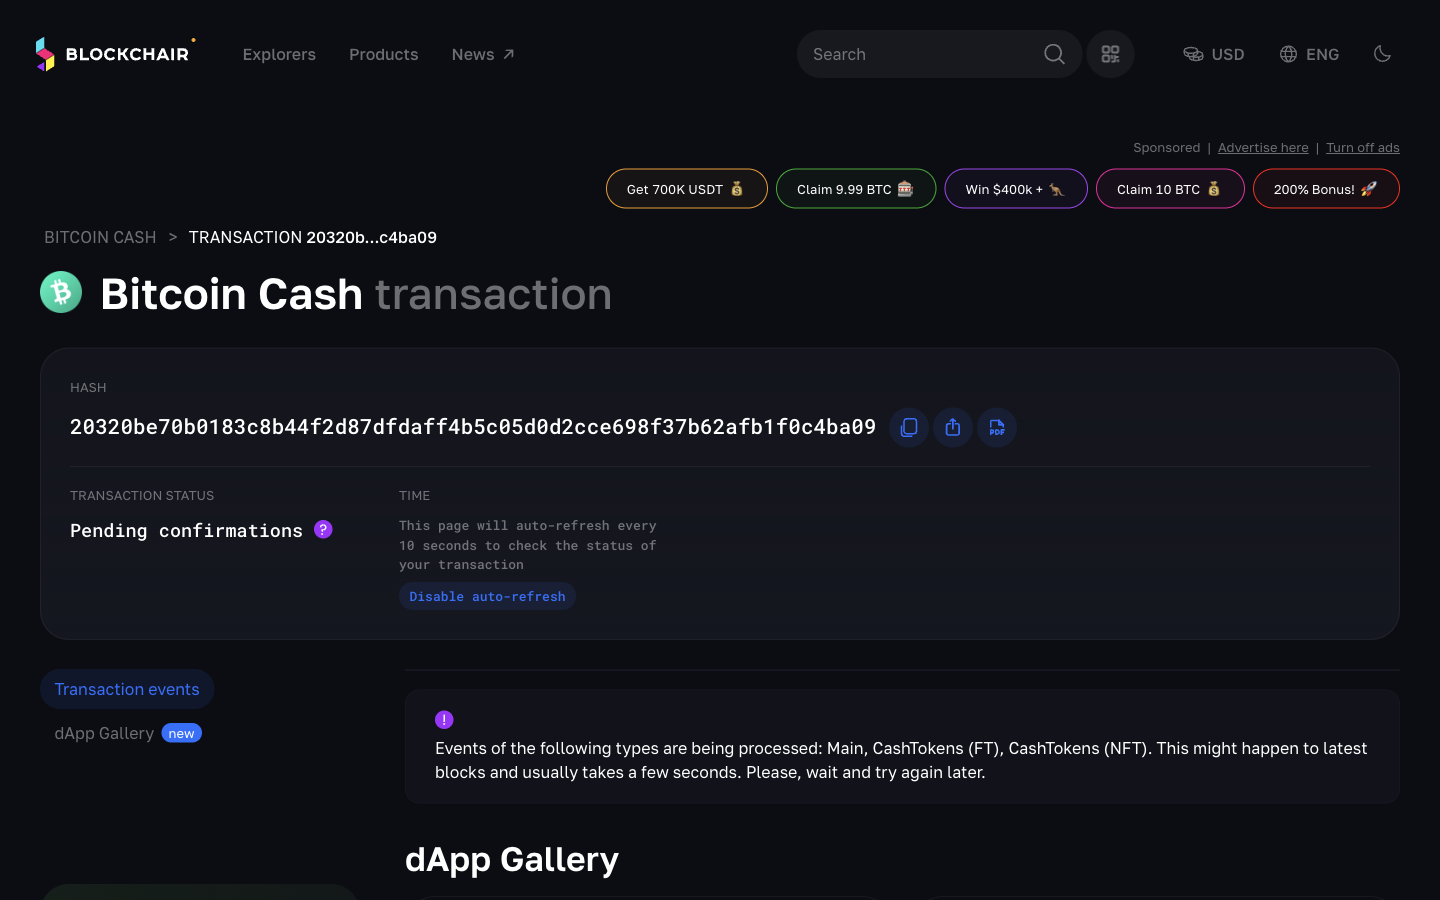 BLOCKCHAIR
Explorers
Products
News
Search
USD
ENG
Sponsored | Advertise here | Turn off ads
Get 700K USDT
Claim 9.99 BTC
Win $400k +
Claim 10 BTC
200% Bonus!
BITCOIN CASH > TRANSACTION 20320b...c4ba09
Bitcoin Cash transaction
HASH
20320be70b0183c8b44f2d87dfdaff4b5c05d0d2cce698f37b62afb1f0c4ba09
PDF
TRANSACTION STATUS
Pending confirmations ?
TIME
This page will auto-refresh every
10 seconds to check the status of
your transaction
Disable auto-refresh
Transaction events
dApp Gallery new
!
Events of the following types are being processed: Main, CashTokens (FT), CashTokens (NFT). This might happen to latest
blocks and usually takes a few seconds. Please, wait and try again later.
dApp Gallery